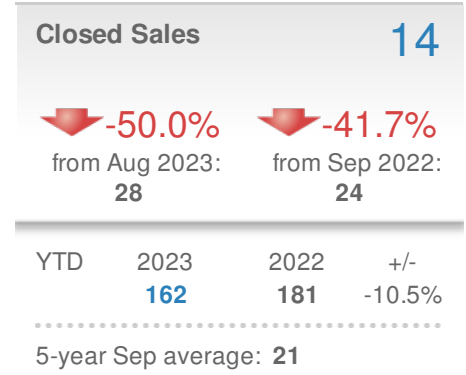 Closed Sales 14
-50.0% -41.7%
from Aug 2023: from Sep 2022:
28 24
YTD 2023 2022 +/-
162 181 -10.5%
5-year Sep average: 21